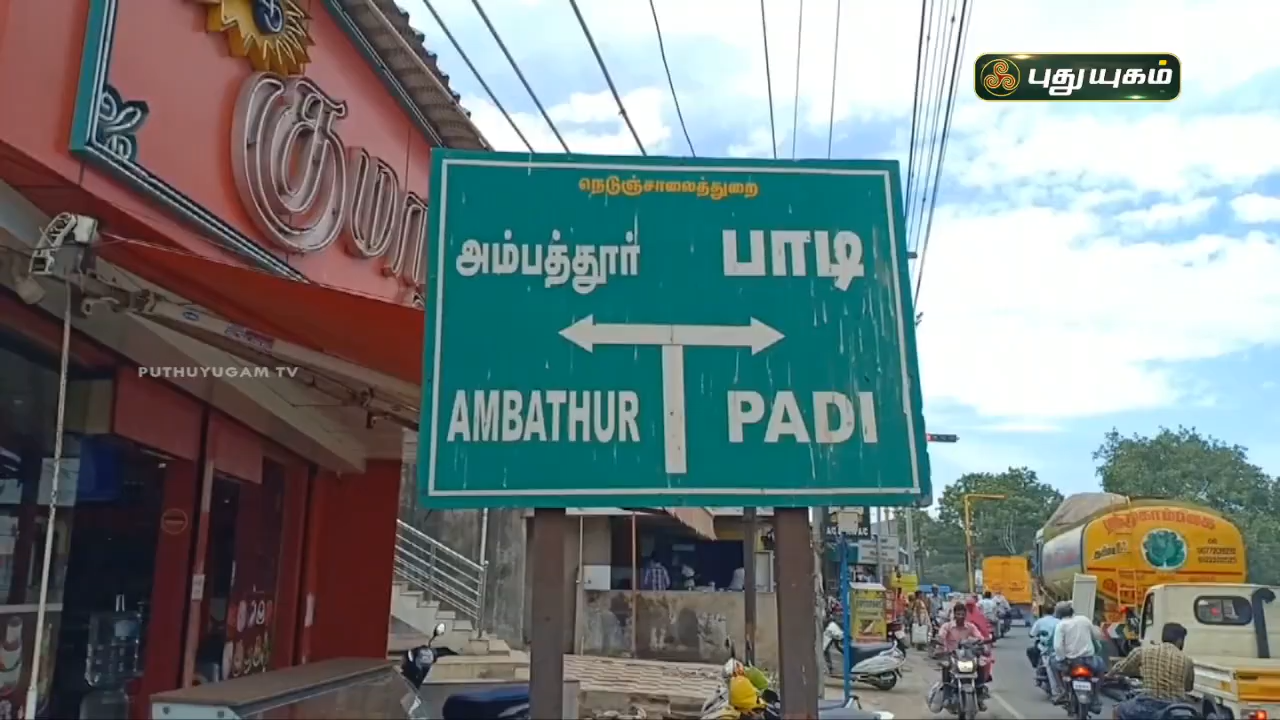 புதுயுகம்
குமார
நெடுஞ்சாலைத்துறை
அம்பத்தூர்
பாடி
AMBATHUR
PADI
PUTHUYUGAM TV